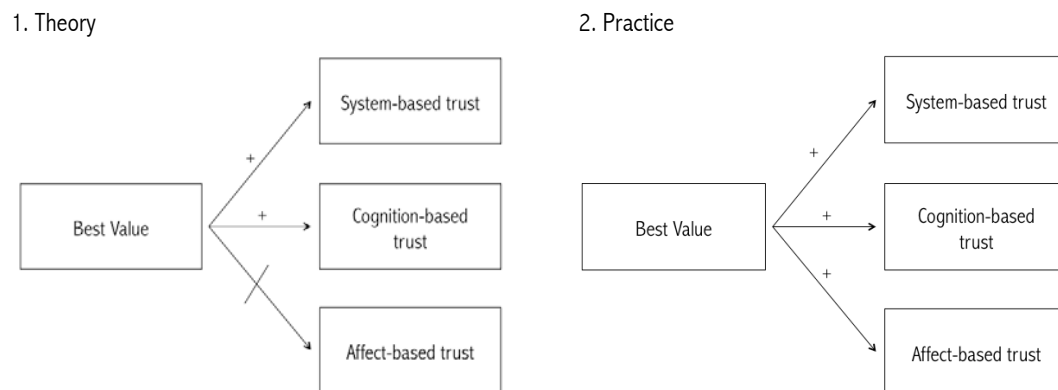 1. Theory
System-based trust
+
+
Best Value
Cognition-based
trust
Affect-based trust
2. Practice
System-based trust
+
+
Best Value
Cognition-based
trust
+
Affect-based trust